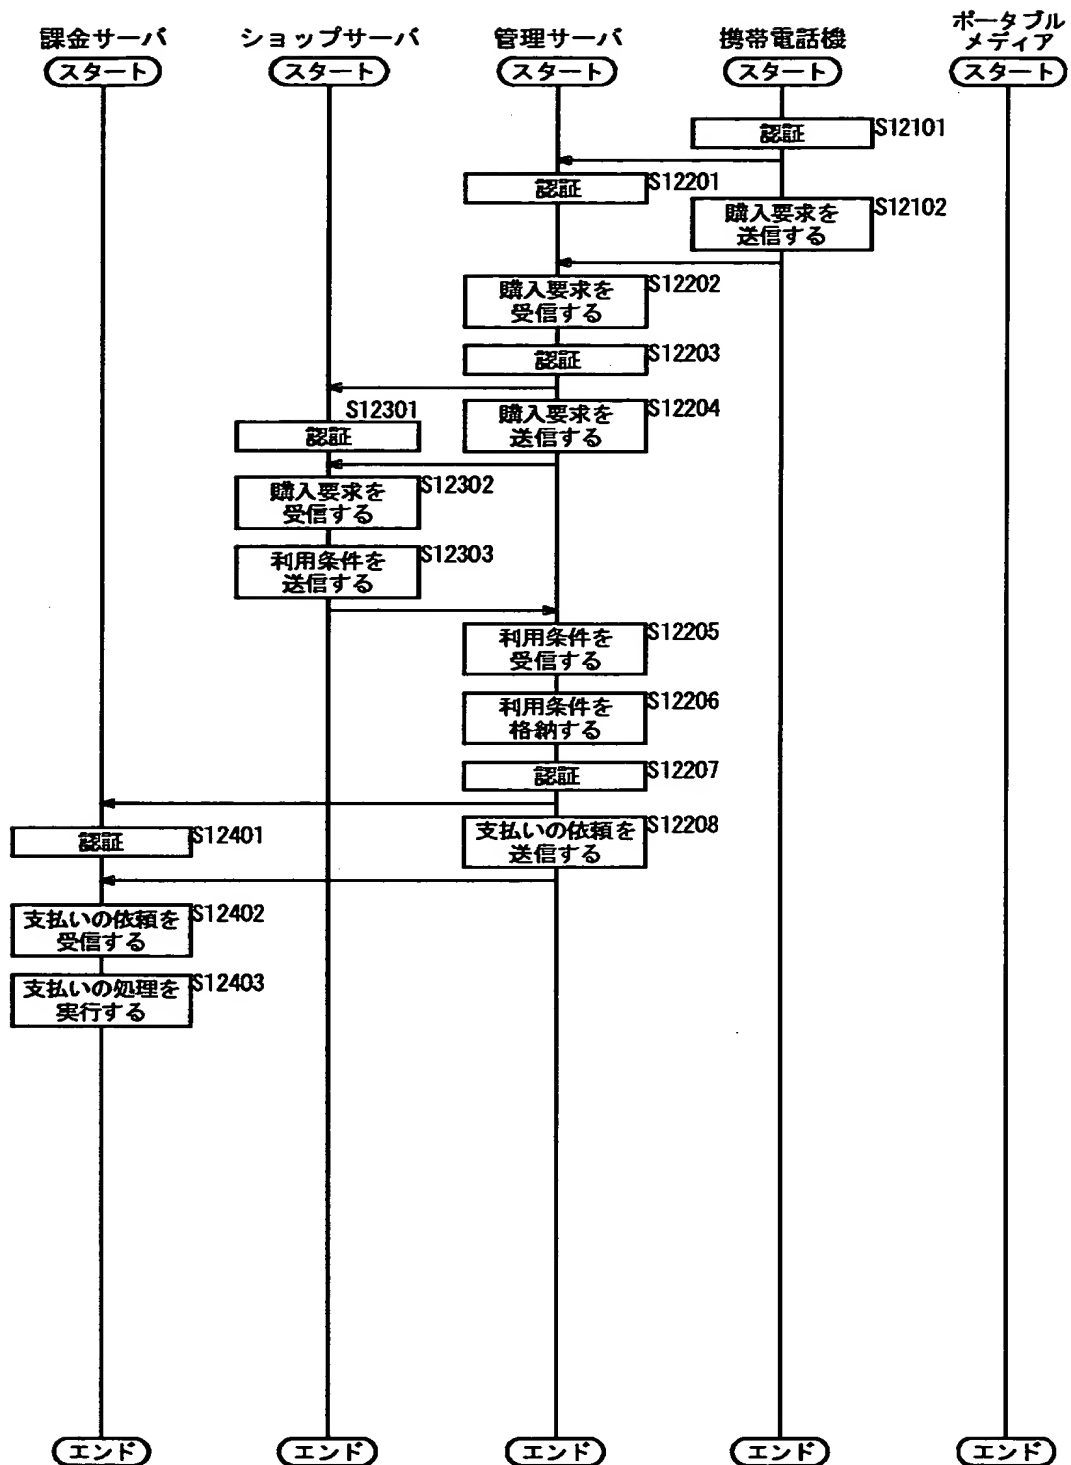 課金サーバ
ショップサーバ
管理サーバ
携帯電話機
ポータブル
メディア
スタート
スタート
スタート
スタート
スタート
認証
S12101
認証
S12201
購入要求を
送信する
S12102
購入要求を
受信する
S12202
認証
S12203
購入要求を
送信する
S12204
S12301
認証
購入要求を
受信する
S12302
利用条件を
送信する
S12303
利用条件を
受信する
S12205
利用条件を
格納する
S12206
認証
S12207
支払いの依頼を
送信する
S12208
認証
S12401
支払いの依頼を
受信する
S12402
支払いの処理を
実行する
S12403
エンド
エンド
エンド
エンド
エンド